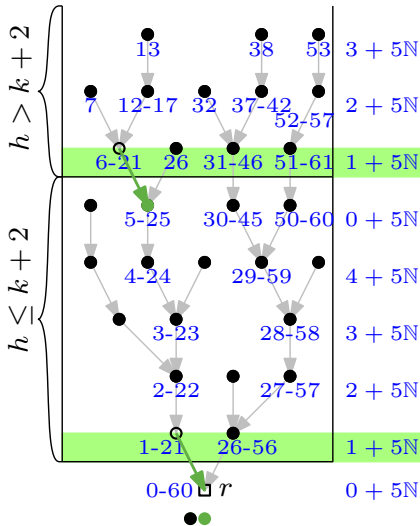 13 38 53 3 + 5ℕ
7 12-17 32 37-42 2 + 5ℕ
52-57
6-21 26 31-46 51-61 1 + 5ℕ
h > k + 2
5-25 30-45 50-60 0 + 5ℕ
4-24 29-59 4 + 5ℕ
3-23 28-58 3 + 5ℕ
2-22 27-57 2 + 5ℕ
1-21 26-56 1 + 5ℕ
h ≤ k + 2
0-60 r 0 + 5ℕ